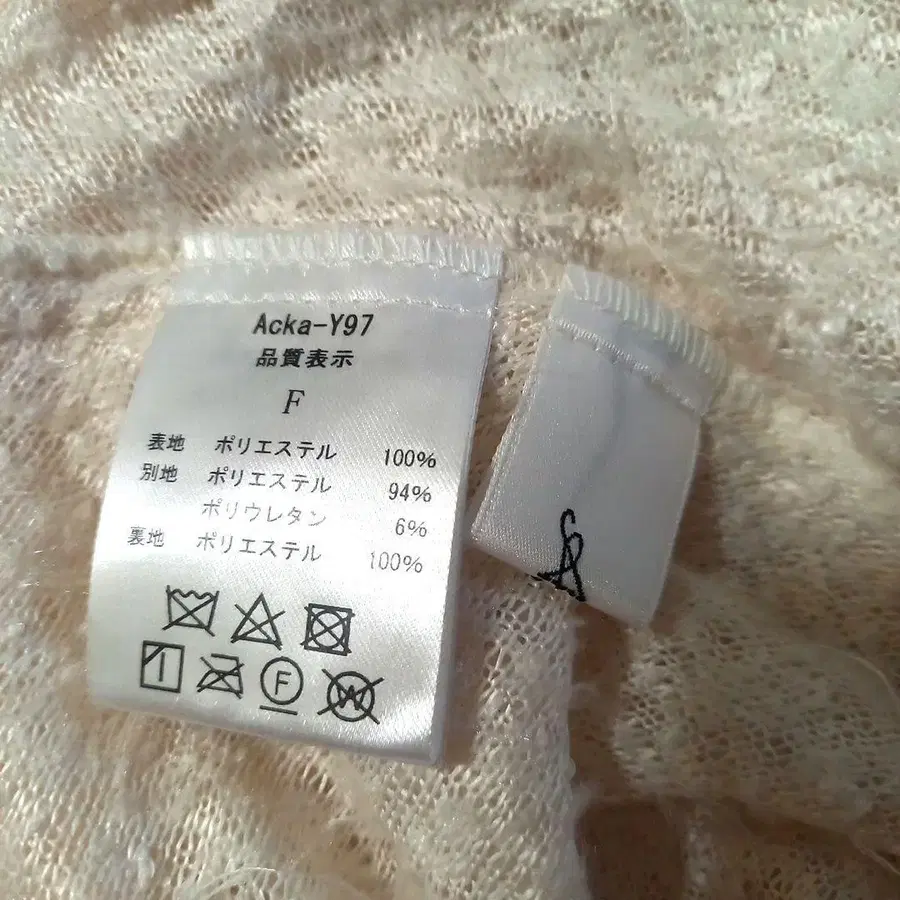 Acka-Y97
品質表示
F
表地 ポリエステル 100%
別地 ポリエステル 94%
ポリウレタン 6%
裏地 ポリエステル 100%
F
W